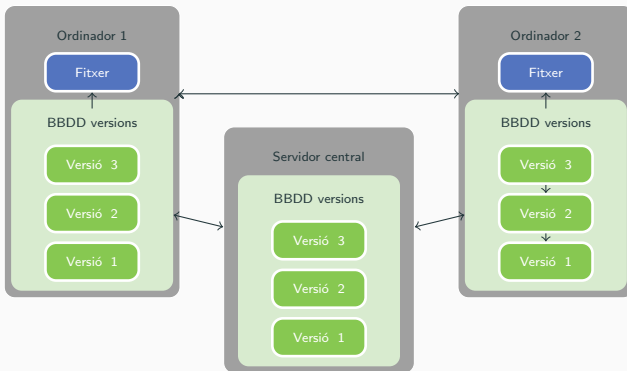 Ordinador 1
Fitxer
BBDD versions
Versió 3
Versió 2
Versió 1
Servidor central
BBDD versions
Versió 3
Versió 2
Versió 1
Ordinador 2
Fitxer
BBDD versions
Versió 3
Versió 2
Versió 1